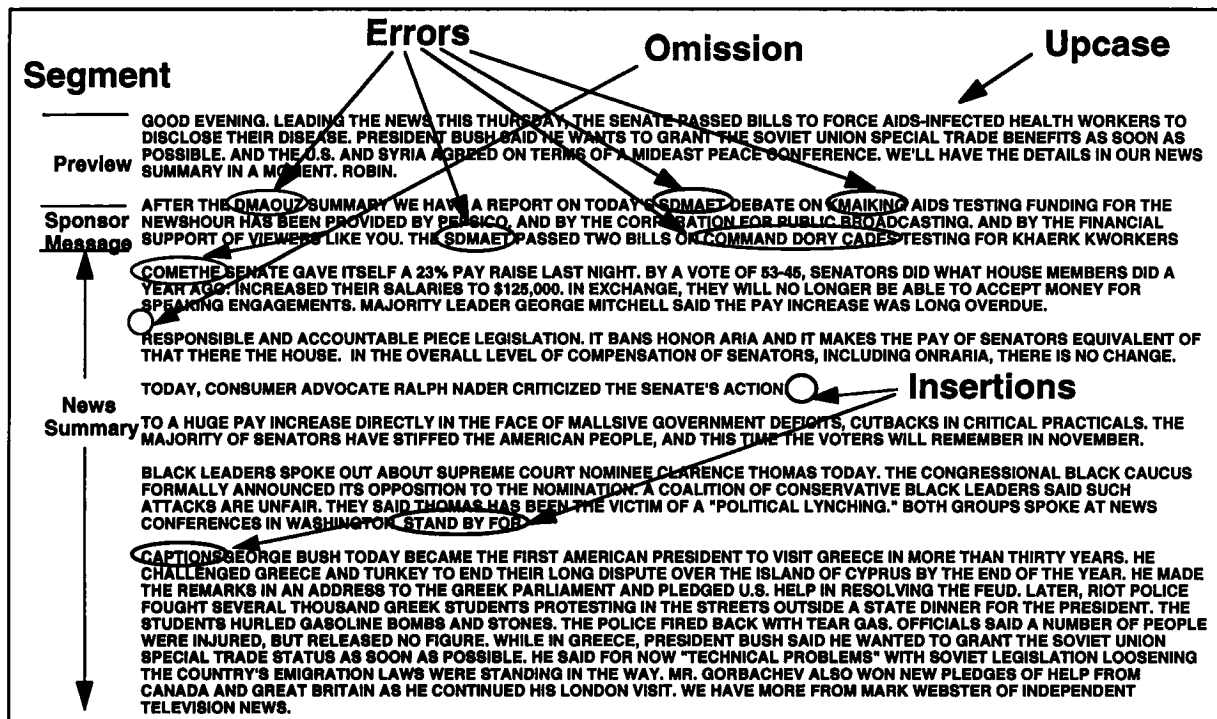 Errors
Omission
Upcase
Segment
GOOD EVENING. LEADING THE NEWS THIS THURSDAY, THE SENATE PASSED BILLS TO FORCE AIDS-INFECTED HEALTH WORKERS TO
DISCLOSE THEIR DISEASE. PRESIDENT BUSH SAID HE WANTS TO GRANT THE SOVIET UNION SPECIAL TRADE BENEFITS AS SOON AS
Preview
POSSIBLE. AND THE U.S. AND SYRIA AGREED ON TERMS OF A MIDEAST PEACE CONFERENCE. WE'LL HAVE THE DETAILS IN OUR NEWS
SUMMARY IN A MOMENT. ROBIN.
AFTER THE DMAOUZ SUMMARY WE HAVE A REPORT ON TODAY'S SDMAET DEBATE ON KMAIKING AIDS TESTING FUNDING FOR THE
Sponsor
NEWSHOUR HAS BEEN PROVIDED BY PEPSICO, AND BY THE CORPORATION FOR PUBLIC BROADCASTING. AND BY THE FINANCIAL
Message
SUPPORT OF VIEWERS LIKE YOU. THE SDMAET PASSED TWO BILLS ON COMMAND DORY CADES TESTING FOR KHAERK KWORKERS
COMETHE SENATE GAVE ITSELF A 23% PAY RAISE LAST NIGHT. BY A VOTE OF 53-45, SENATORS DID WHAT HOUSE MEMBERS DID A
YEAR AGO. INCREASED THEIR SALARIES TO $125,000. IN EXCHANGE, THEY WILL NO LONGER BE ABLE TO ACCEPT MONEY FOR
SPEAKING ENGAGEMENTS. MAJORITY LEADER GEORGE MITCHELL SAID THE PAY INCREASE WAS LONG OVERDUE.
RESPONSIBLE AND ACCOUNTABLE PIECE LEGISLATION. IT BANS HONOR ARIA AND IT MAKES THE PAY OF SENATORS EQUIVALENT OF
THAT THERE THE HOUSE. IN THE OVERALL LEVEL OF COMPENSATION OF SENATORS, INCLUDING ONRARIA, THERE IS NO CHANGE.
TODAY, CONSUMER ADVOCATE RALPH NADER CRITICIZED THE SENATE'S ACTION
Insertions
News
Summary
TO A HUGE PAY INCREASE DIRECTLY IN THE FACE OF MALLSIVE GOVERNMENT DEFICITS, CUTBACKS IN CRITICAL PRACTICALS. THE
MAJORITY OF SENATORS HAVE STIFFED THE AMERICAN PEOPLE, AND THIS TIME THE VOTERS WILL REMEMBER IN NOVEMBER.
BLACK LEADERS SPOKE OUT ABOUT SUPREME COURT NOMINEE CLARENCE THOMAS TODAY. THE CONGRESSIONAL BLACK CAUCUS
FORMALLY ANNOUNCED ITS OPPOSITION TO THE NOMINATION. A COALITION OF CONSERVATIVE BLACK LEADERS SAID SUCH
ATTACKS ARE UNFAIR. THEY SAID THOMAS HAS BEEN THE VICTIM OF A "POLITICAL LYNCHING." BOTH GROUPS SPOKE AT NEWS
CONFERENCES IN WASHINGTON. STAND BY FOR
CAPTIONSGEORGE BUSH TODAY BECAME THE FIRST AMERICAN PRESIDENT TO VISIT GREECE IN MORE THAN THIRTY YEARS. HE
CHALLENGED GREECE AND TURKEY TO END THEIR LONG DISPUTE OVER THE ISLAND OF CYPRUS BY THE END OF THE YEAR. HE MADE
THE REMARKS IN AN ADDRESS TO THE GREEK PARLIAMENT AND PLEDGED U.S. HELP IN RESOLVING THE FEUD. LATER, RIOT POLICE
FOUGHT SEVERAL THOUSAND GREEK STUDENTS PROTESTING IN THE STREETS OUTSIDE A STATE DINNER FOR THE PRESIDENT. THE
STUDENTS HURLED GASOLINE BOMBS AND STONES. THE POLICE FIRED BACK WITH TEAR GAS. OFFICIALS SAID A NUMBER OF PEOPLE
WERE INJURED, BUT RELEASED NO FIGURE. WHILE IN GREECE, PRESIDENT BUSH SAID HE WANTED TO GRANT THE SOVIET UNION
SPECIAL TRADE STATUS AS SOON AS POSSIBLE. HE SAID FOR NOW "TECHNICAL PROBLEMS" WITH SOVIET LEGISLATION LOOSENING
THE COUNTRY'S EMIGRATION LAWS WERE STANDING IN THE WAY. MR. GORBACHEV ALSO WON NEW PLEDGES OF HELP FROM
CANADA AND GREAT BRITAIN AS HE CONTINUED HIS LONDON VISIT. WE HAVE MORE FROM MARK WEBSTER OF INDEPENDENT
TELEVISION NEWS.